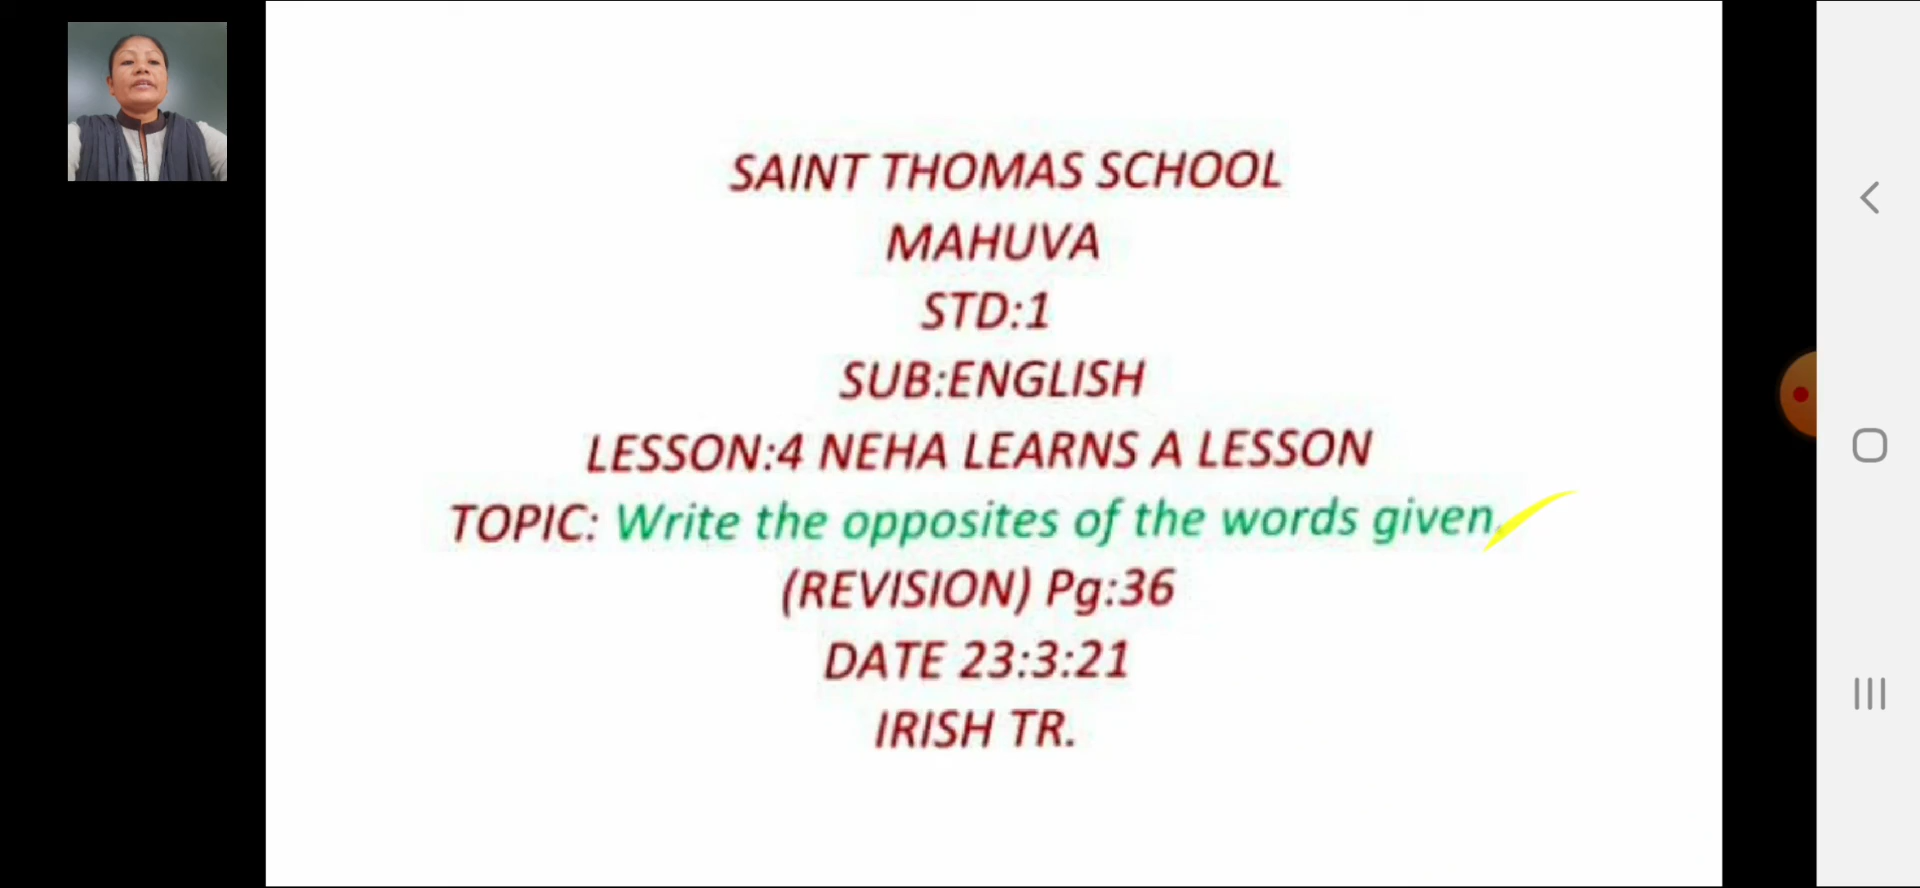 SAINT THOMAS SCHOOL
MAHUVA
STD:1
SUB:ENGLISH
LESSON:4 NEHA LEARNS A LESSON
TOPIC: Write the opposites of the words given.
(REVISION) Pg:36
DATE 23:3:21
IRISH TR.